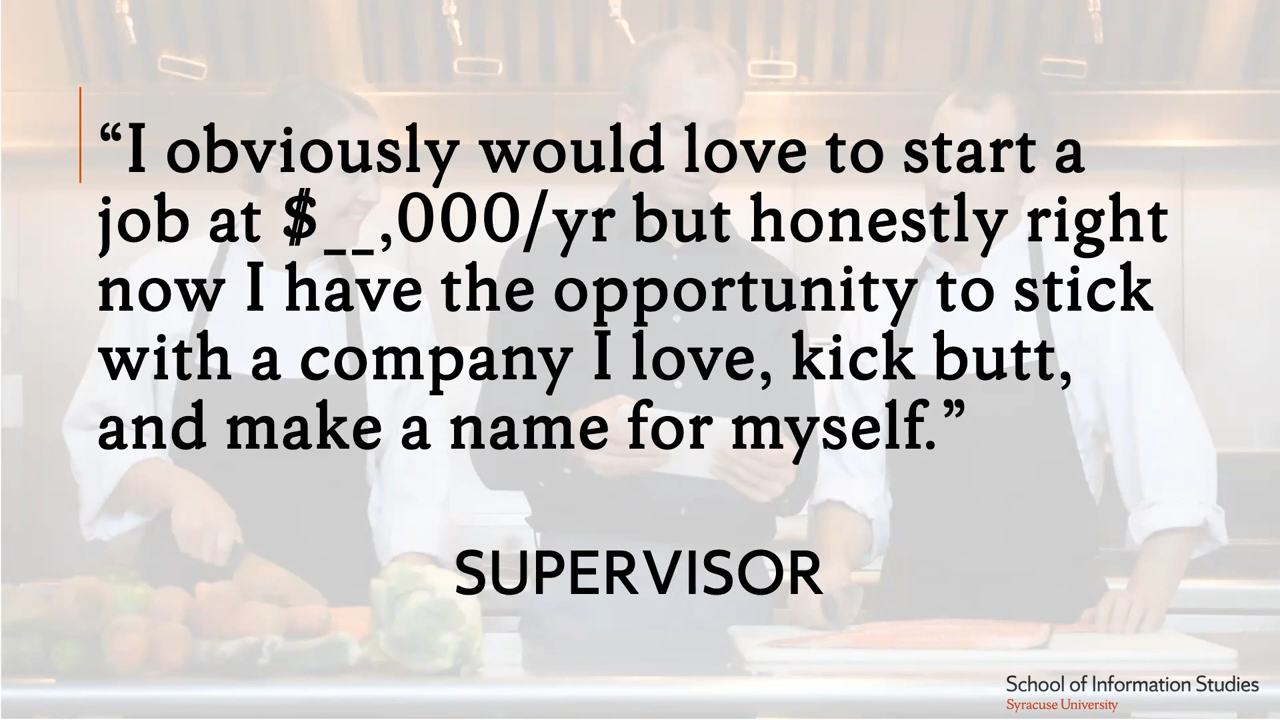 “I obviously would love to start a
job at $__,000/yr but honestly right
now I have the opportunity to stick
with a company I love, kick butt,
and make a name for myself.”
SUPERVISOR
School of Information Studies
Syracuse University